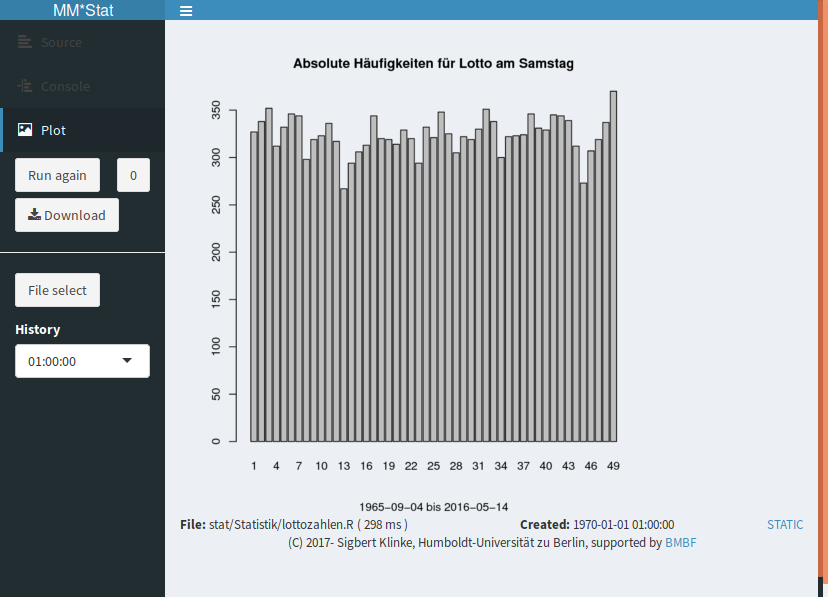 MM*Stat
Source
Console
Plot
Run again 0
Download
File select
History
01:00:00
Absolute Häufigkeiten für Lotto am Samstag
350
300
250
200
150
100
50
0
1 4 7 10 13 16 19 22 25 28 31 34 37 40 43 46 49
1965−09−04 bis 2016−05−14
File: stat/Statistik/lottozahlen.R ( 298 ms ) Created: 1970-01-01 01:00:00 STATIC
(C) 2017- Sigbert Klinke, Humboldt-Universität zu Berlin, supported by BMBF